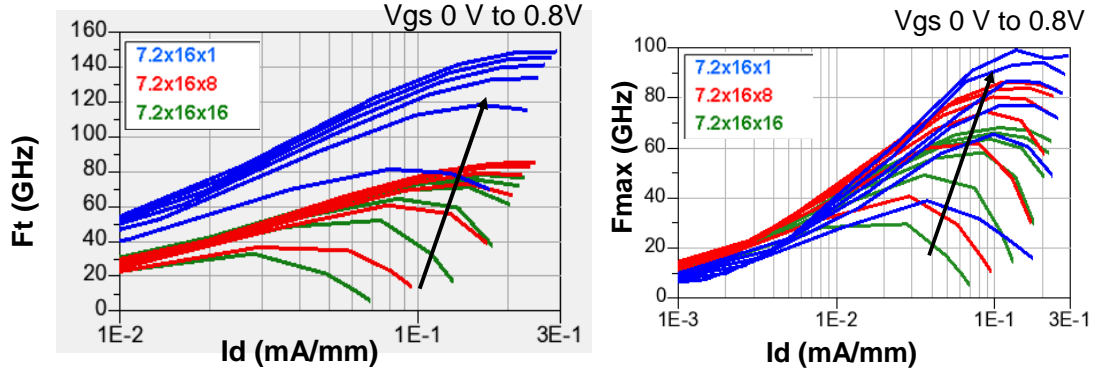 Vgs 0 V to 0.8V
160
140
120
100
80
60
40
20
0
Ft (GHz)
7.2x16x1
7.2x16x8
7.2x16x16
1E-2
1E-1
3E-1
Id (mA/mm)
Vgs 0 V to 0.8V
100
80
60
40
20
0
Fmax (GHz)
7.2x16x1
7.2x16x8
7.2x16x16
1E-3
1E-2
1E-1
3E-1
Id (mA/mm)